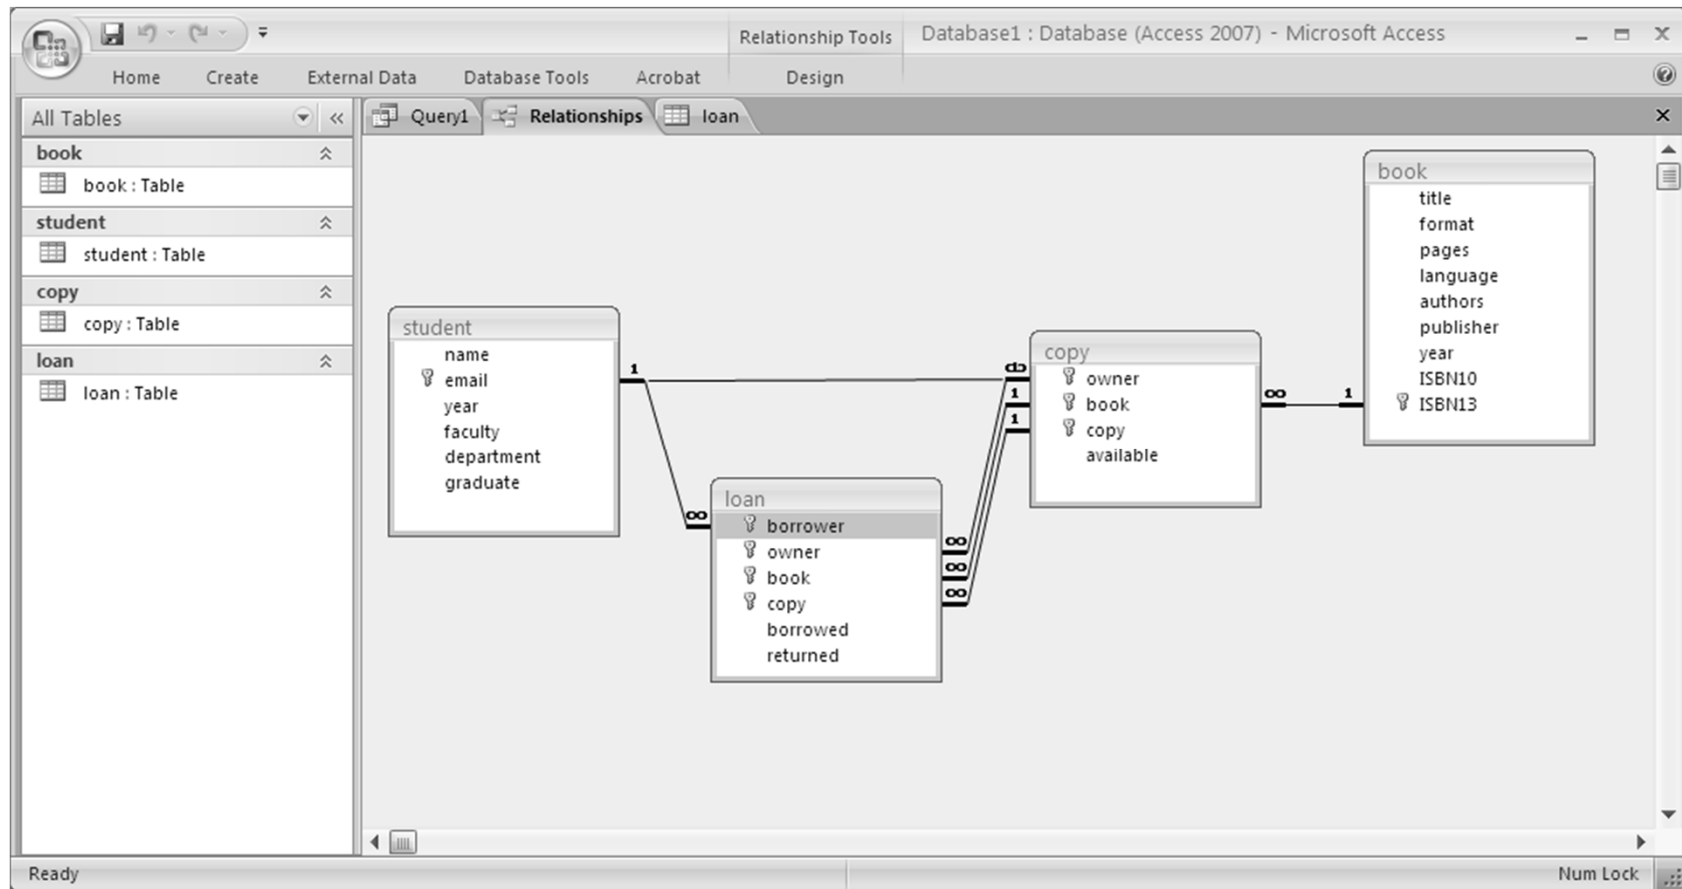 Relationship Tools
Database1 : Database (Access 2007) - Microsoft Access
Home
Create
External Data
Database Tools
Acrobat
Design
All Tables
«
Query1
Relationships
loan
book
book : Table
student
student : Table
copy
copy : Table
loan
loan : Table
student
name
email
year
faculty
department
graduate
1
∞
loan
borrower
owner
book
copy
borrowed
returned
∞
∞
∞
1
1
copy
owner
book
copy
available
∞
1
book
title
format
pages
language
authors
publisher
year
ISBN10
ISBN13
Ready
Num Lock